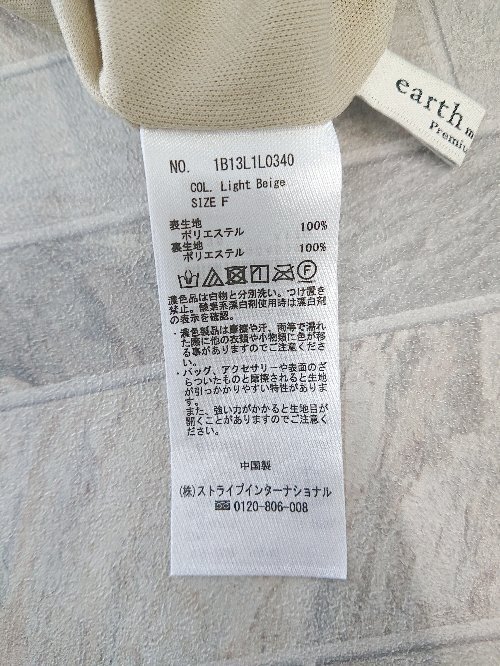 earth m
Premiu
NO. 1B13L1L0340
COL. Light Beige
SIZE F
表生地
ポリエステル 100%
裏生地
ポリエステル 100%
濃色品は白物と分別洗い。つけ置き
禁止。酸素系漂白剤使用時は漂白剤
の表示を確認。
・濃色製品は摩擦や汗、雨等で濡れ
た際に他の衣類や小物類に色が移
る事がありますのでご注意くださ
い。
・バッグ、アクセサリーや表面のざ
らついたものと摩擦されると生地
が引っかかりやすい特性がありま
す。
また、強い力がかかると生地目が
開くことがありますのでご注意く
ださい。
中国製
(株)ストライプインターナショナル
0120-806-008